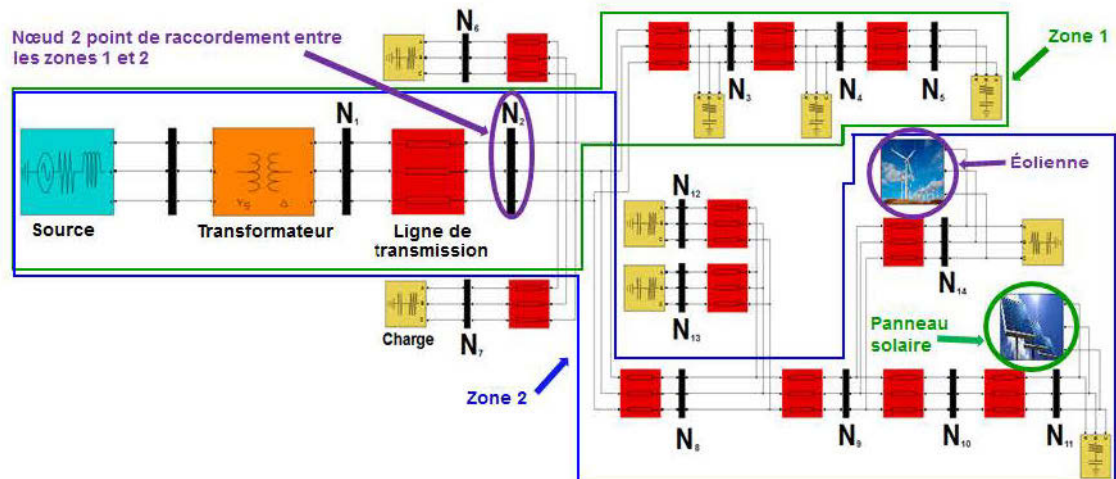 Nœud 2 point de raccordement entre
les zones 1 et 2
N6
Zone 1
N3
N4
N5
N1
N2
Éolienne
Source
Yg
Δ
Transformateur
Ligne de
transmission
N12
N13
N14
Charge
N7
Panneau
solaire
Zone 2
N8
N9
N10
N11